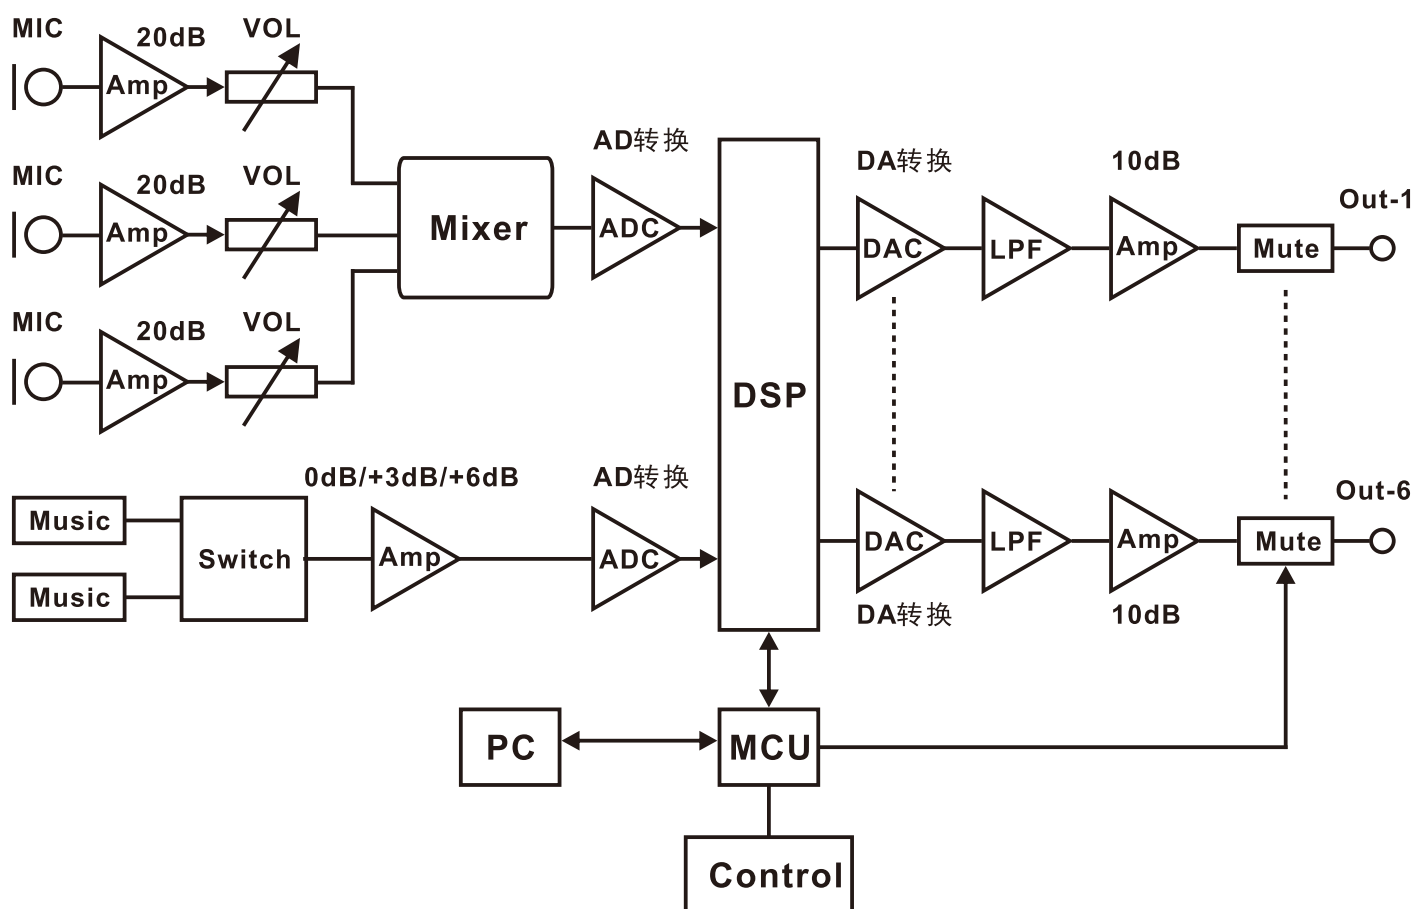 MIC
20dB
VOL
Amp
MIC
20dB
VOL
Amp
MIC
20dB
VOL
Amp
Mixer
AD转换
ADC
DSP
DA转换
DAC
LPF
10dB
Amp
Mute
Out-1
Music
Music
Switch
0dB/+3dB/+6dB
Amp
AD转换
ADC
DAC
DA转换
LPF
Amp
10dB
Mute
Out-6
PC
MCU
Control